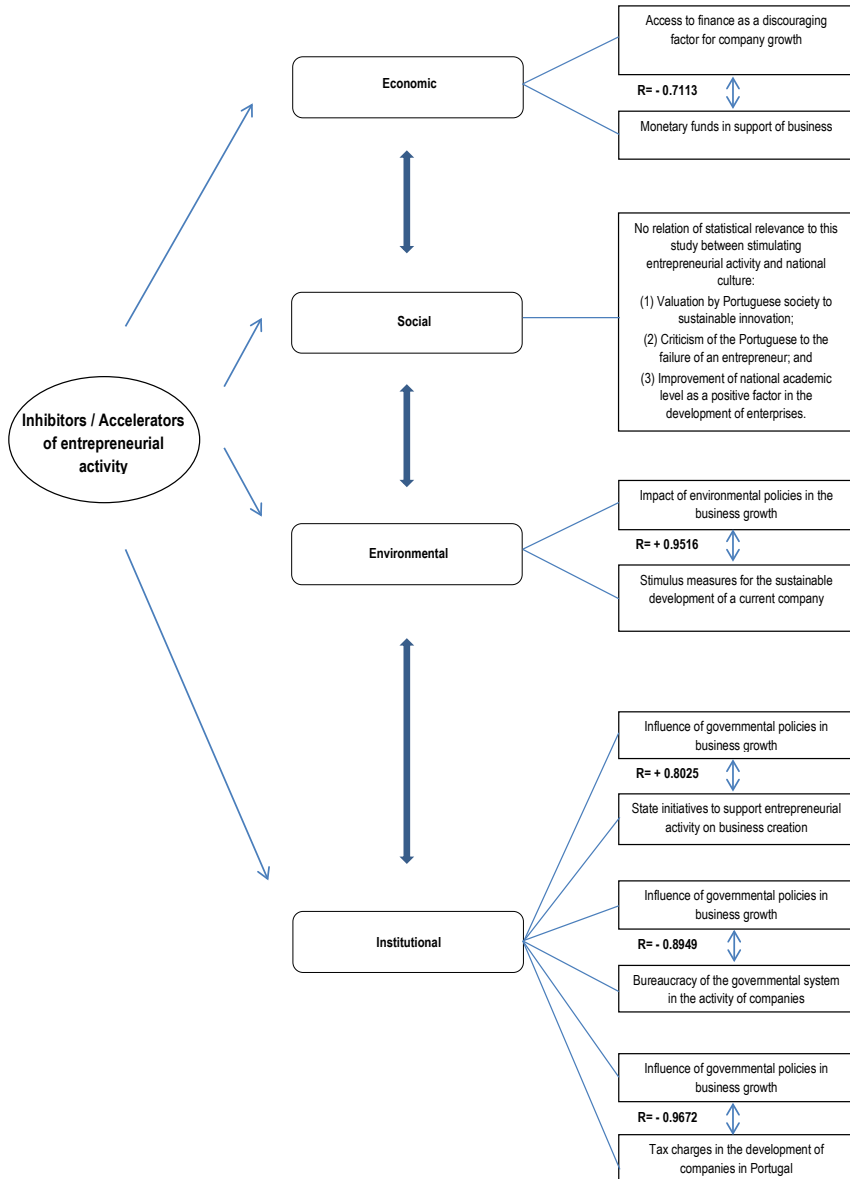 Access to finance as a discouraging
factor for company growth
Economic
R= - 0.7113
Monetary funds in support of business
No relation of statistical relevance to this
study between stimulating
entrepreneurial activity and national
culture:
(1) Valuation by Portuguese society to
sustainable innovation;
(2) Criticism of the Portuguese to the
failure of an entrepreneur; and
(3) Improvement of national academic
level as a positive factor in the
development of enterprises.
Social
Inhibitors / Accelerators
of entrepreneurial
activity
Impact of environmental policies in the
business growth
R= + 0.9516
Environmental
Stimulus measures for the sustainable
development of a current company
Influence of governmental policies in
business growth
R= + 0.8025
State initiatives to support entrepreneurial
activity on business creation
Influence of governmental policies in
business growth
Institutional
R= - 0.8949
Bureaucracy of the governmental system
in the activity of companies
Influence of governmental policies in
business growth
R= - 0.9672
Tax charges in the development of
companies in Portugal